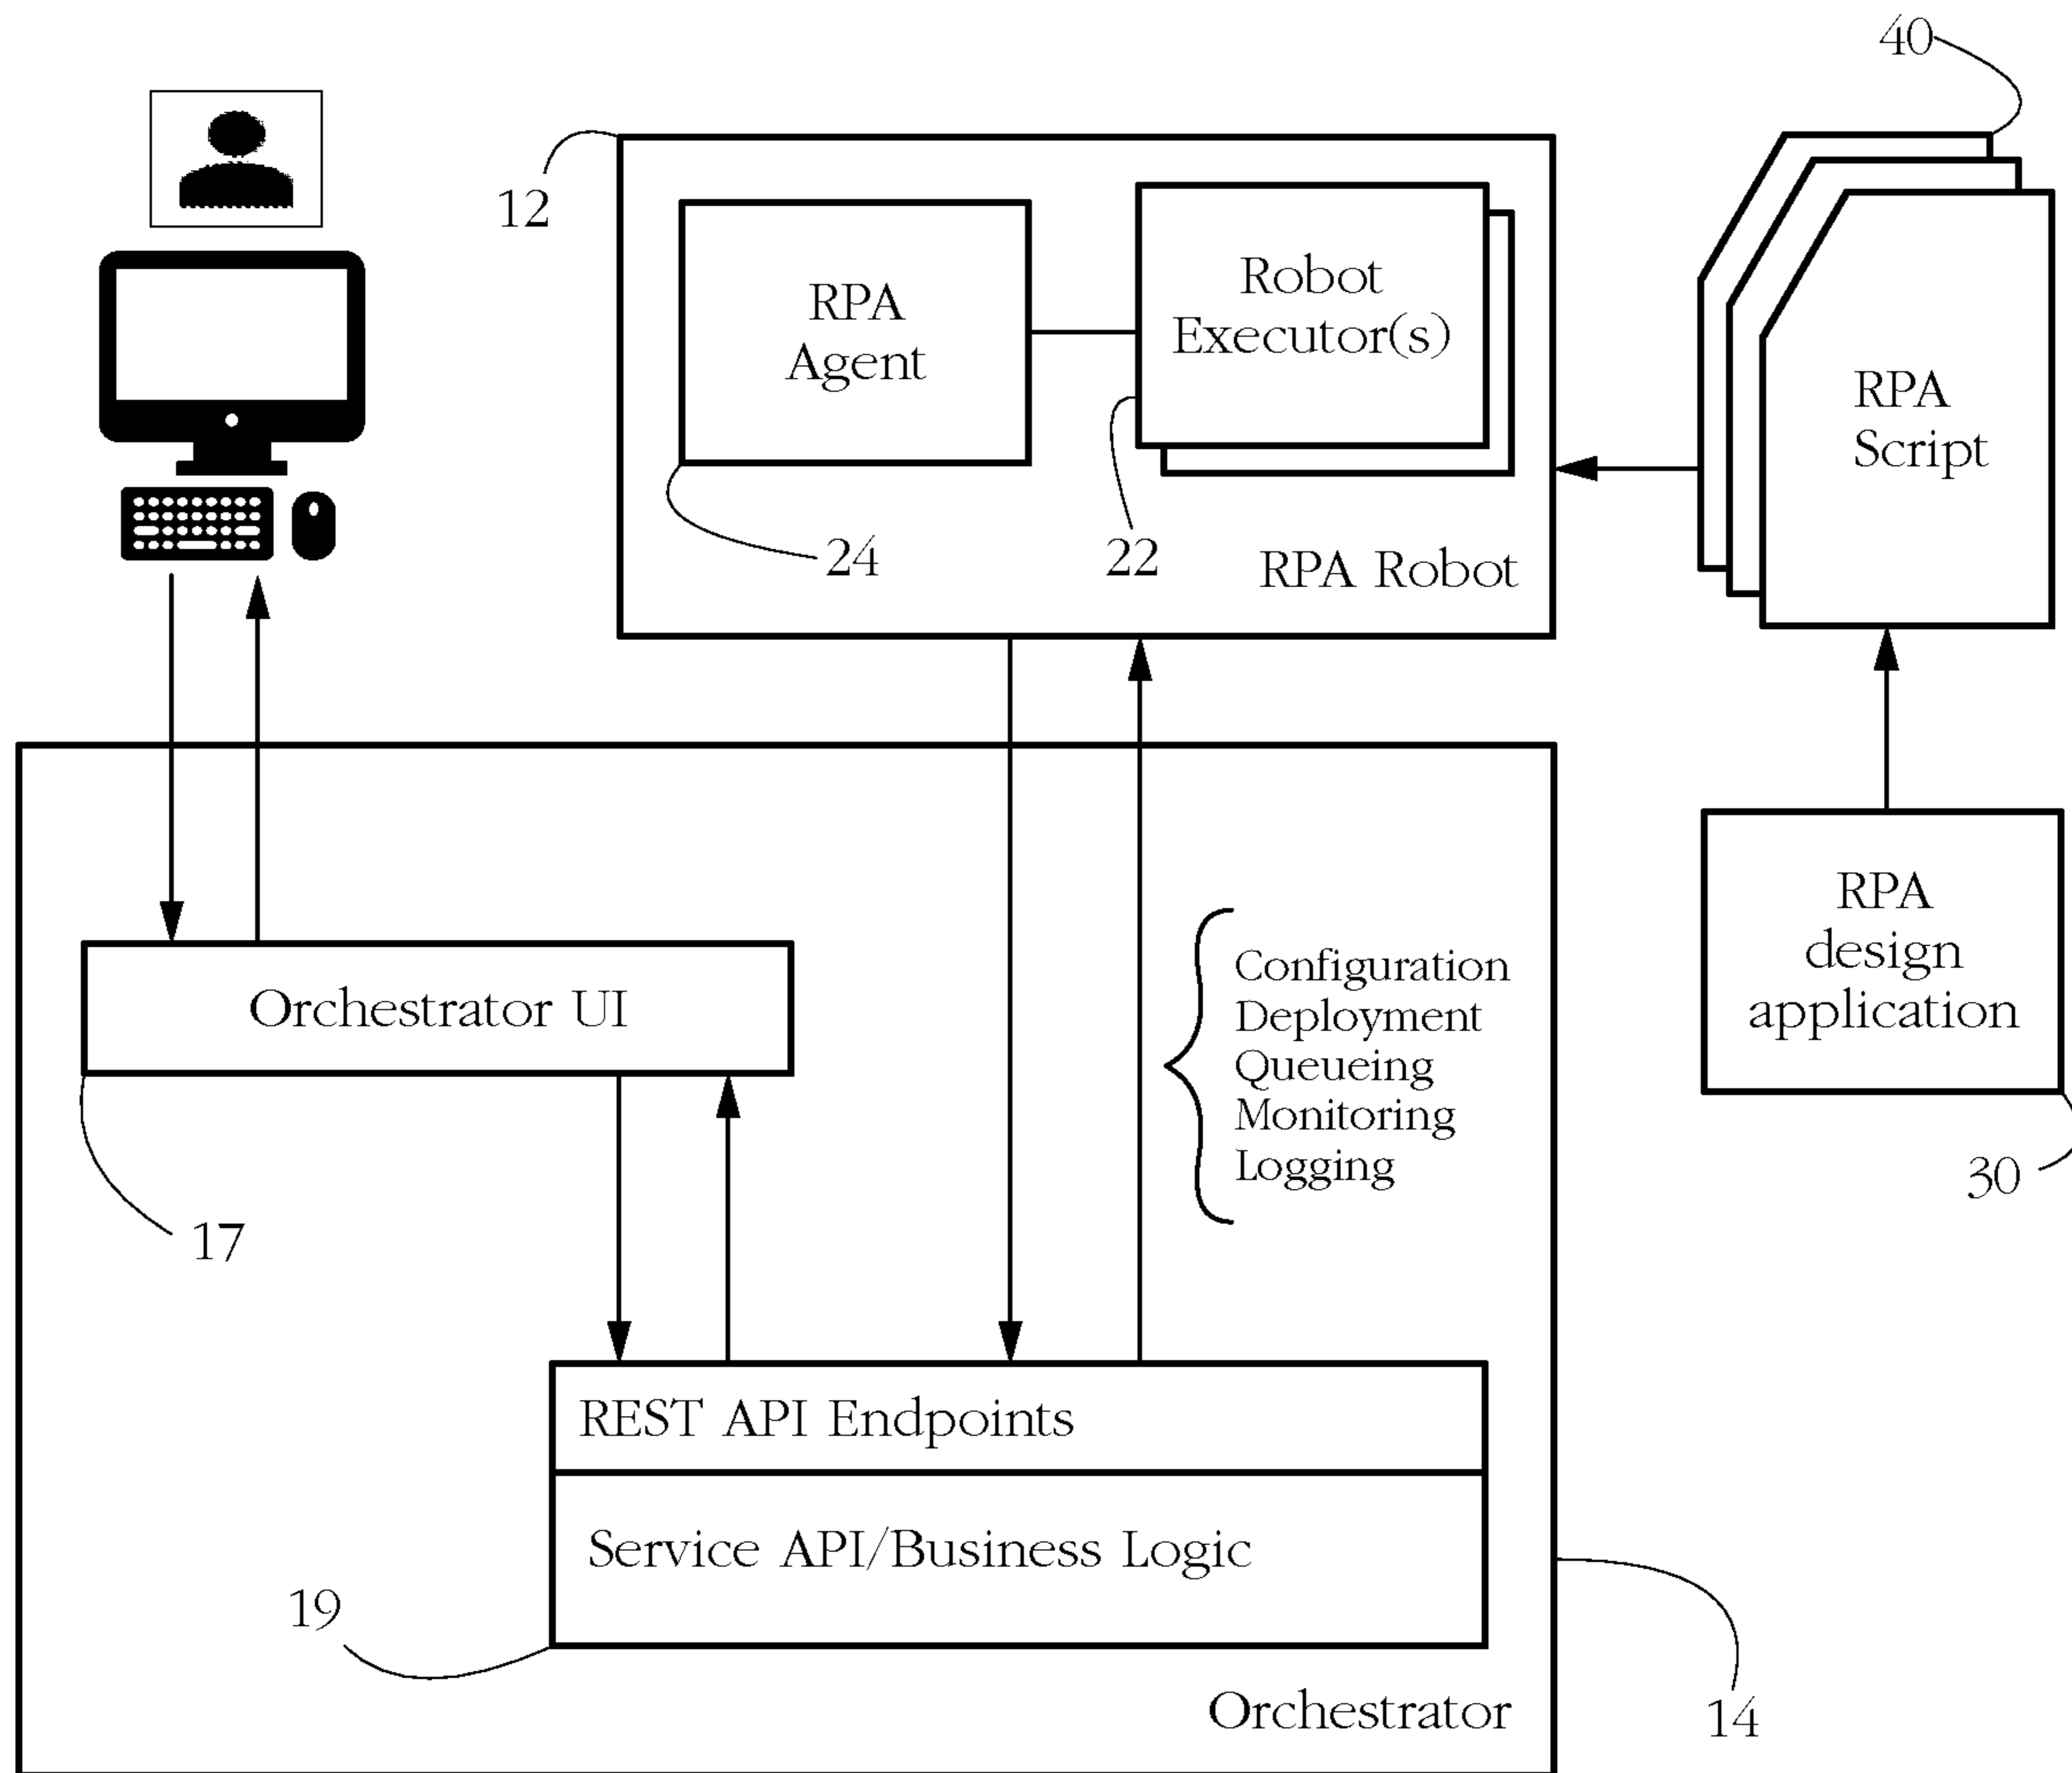 40
12
RPA
Agent
Robot
Executor(s)
RPA
Script
24
22
RPA Robot
Orchestrator UI
Configuration
Deployment
Queueing
Monitoring
Logging
RPA
design
application
30
17
REST API Endpoints
Service API/Business Logic
19
Orchestrator
14